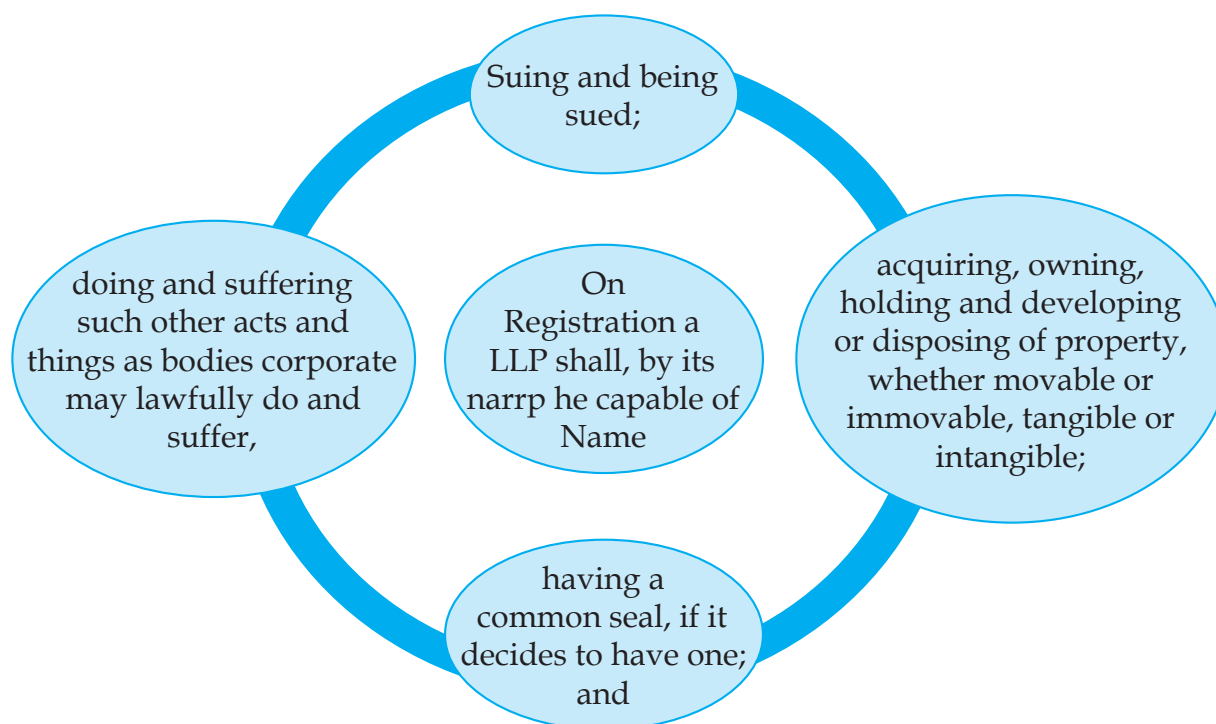 Suing and being
sued;
doing and suffering
such other acts and
things as bodies corporate
may lawfully do and
suffer,
On
Registration a
LLP shall, by its
narrp he capable of
Name
acquiring, owning,
holding and developing
or disposing of property,
whether movable or
immovable, tangible or
intangible;
having a
common seal, if it
decides to have one;
and